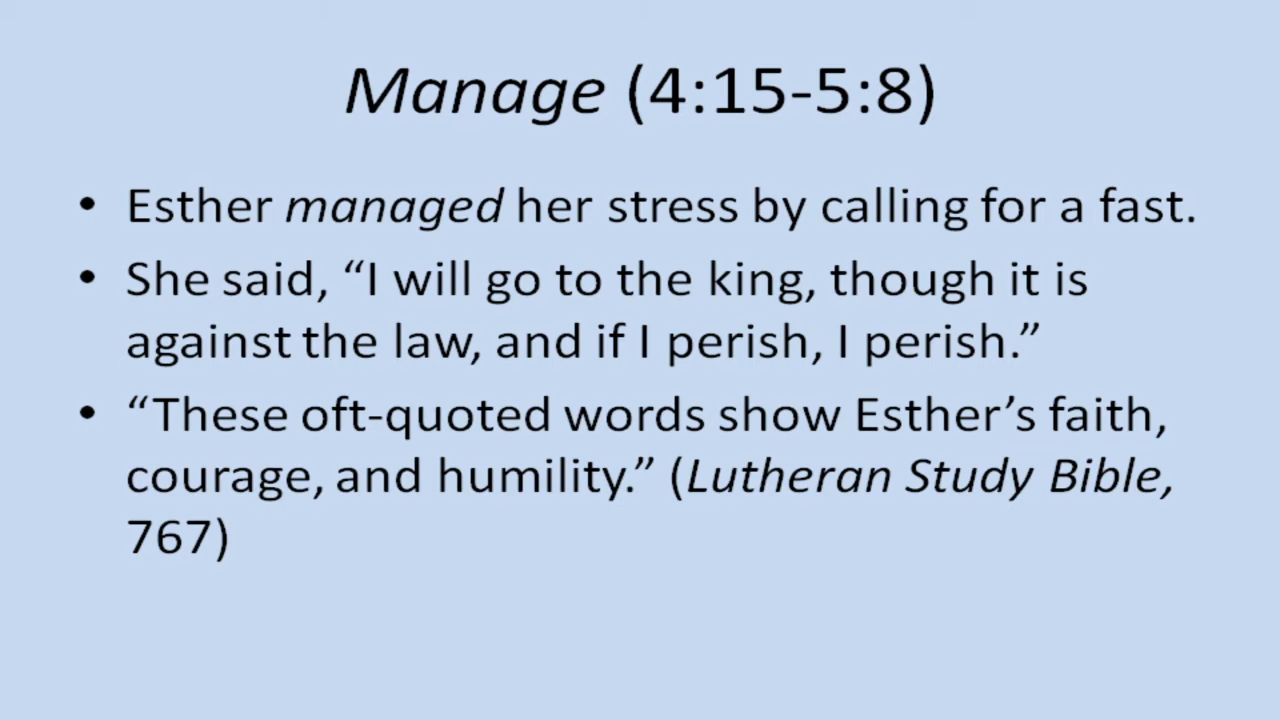 Manage (4:15-5:8)
• Esther managed her stress by calling for a fast.
• She said, “I will go to the king, though it is
against the law, and if I perish, I perish.”
• “These oft-quoted words show Esther’s faith,
courage, and humility.” (Lutheran Study Bible,
767)